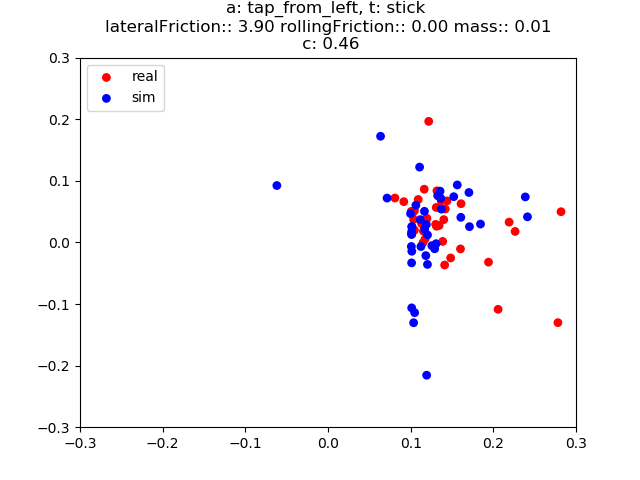 a: tap_from_left, t: stick
lateralFriction:: 3.90 rollingFriction:: 0.00 mass:: 0.01
c: 0.46
real
sim
0.3
0.2
0.1
0.0
−0.1
−0.2
−0.3
−0.3
−0.2
−0.1
0.0
0.1
0.2
0.3